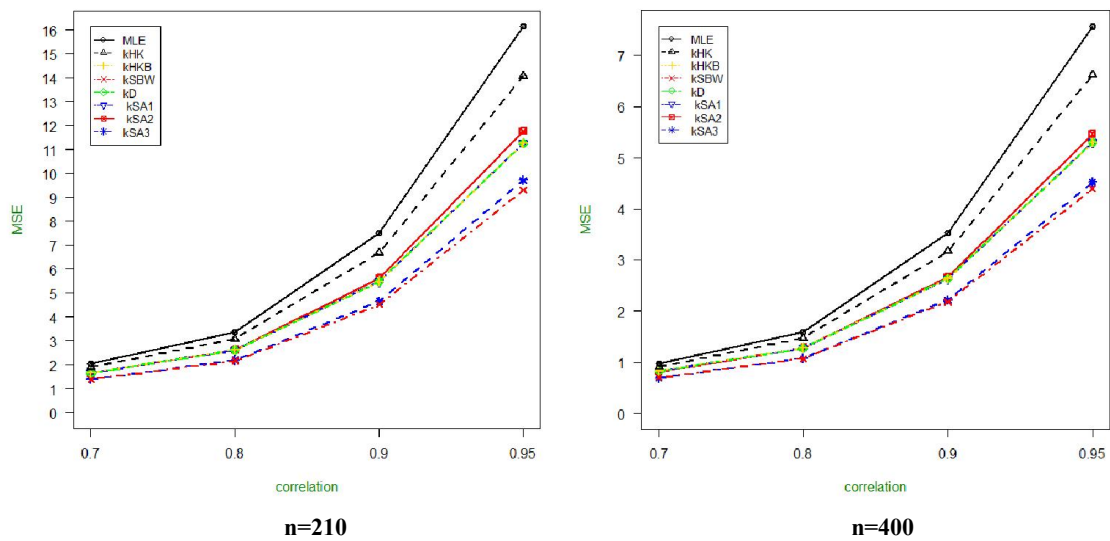 MSE
16
15
14
13
12
11
10
9
8
7
6
5
4
3
2
1
0
MLE
kHK
kHKB
kSBW
kD
kSA1
kSA2
kSA3
0.7 0.8 0.9 0.95
correlation
n=210
MSE
7
6
5
4
3
2
1
0
MLE
kHK
kHKB
kSBW
kD
kSA1
kSA2
kSA3
0.7 0.8 0.9 0.95
correlation
n=400